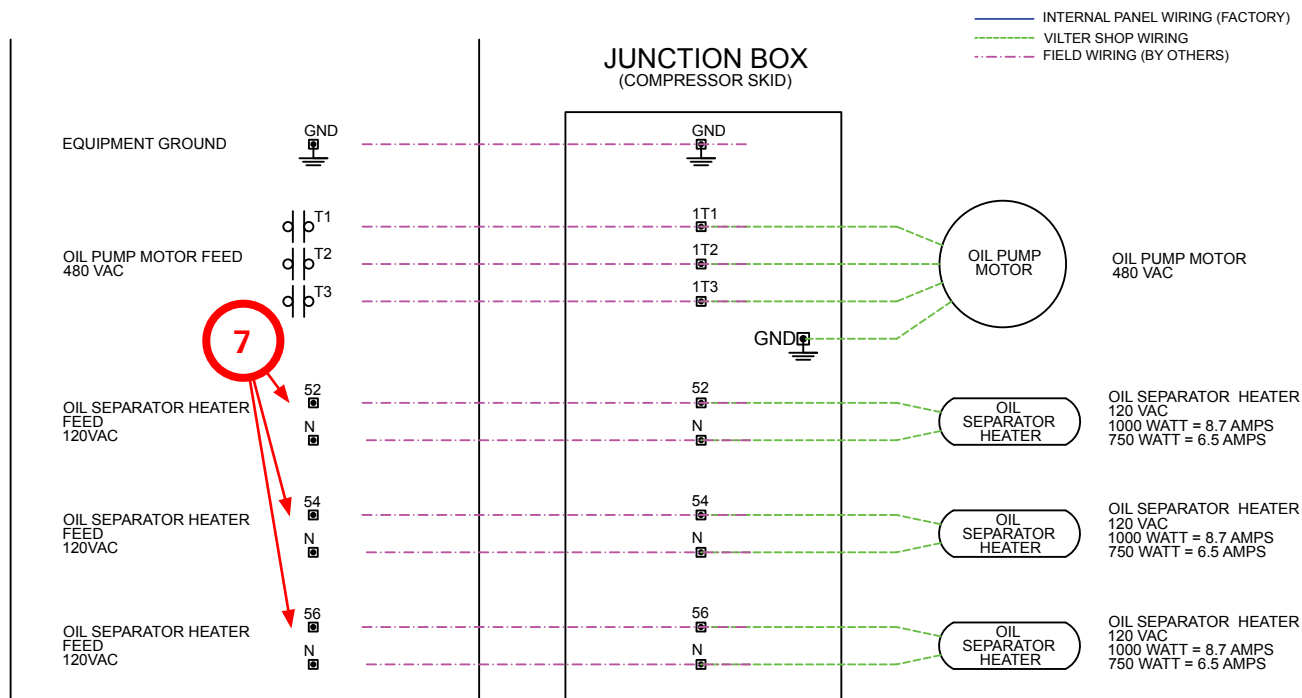 INTERNAL PANEL WIRING (FACTORY)
VILTER SHOP WIRING
FIELD WIRING (BY OTHERS)
JUNCTION BOX
(COMPRESSOR SKID)
EQUIPMENT GROUND
GND
GND
OIL PUMP MOTOR FEED
480 VAC
T1
T2
T3
1T1
1T2
1T3
GND
OIL PUMP
MOTOR
OIL PUMP MOTOR
480 VAC
7
OIL SEPARATOR HEATER
FEED
120VAC
52
N
52
N
OIL
SEPARATOR
HEATER
OIL SEPARATOR HEATER
120 VAC
1000 WATT = 8.7 AMPS
750 WATT = 6.5 AMPS
OIL SEPARATOR HEATER
FEED
120VAC
54
N
54
N
OIL
SEPARATOR
HEATER
OIL SEPARATOR HEATER
120 VAC
1000 WATT = 8.7 AMPS
750 WATT = 6.5 AMPS
OIL SEPARATOR HEATER
FEED
120VAC
56
N
56
N
OIL
SEPARATOR
HEATER
OIL SEPARATOR HEATER
120 VAC
1000 WATT = 8.7 AMPS
750 WATT = 6.5 AMPS